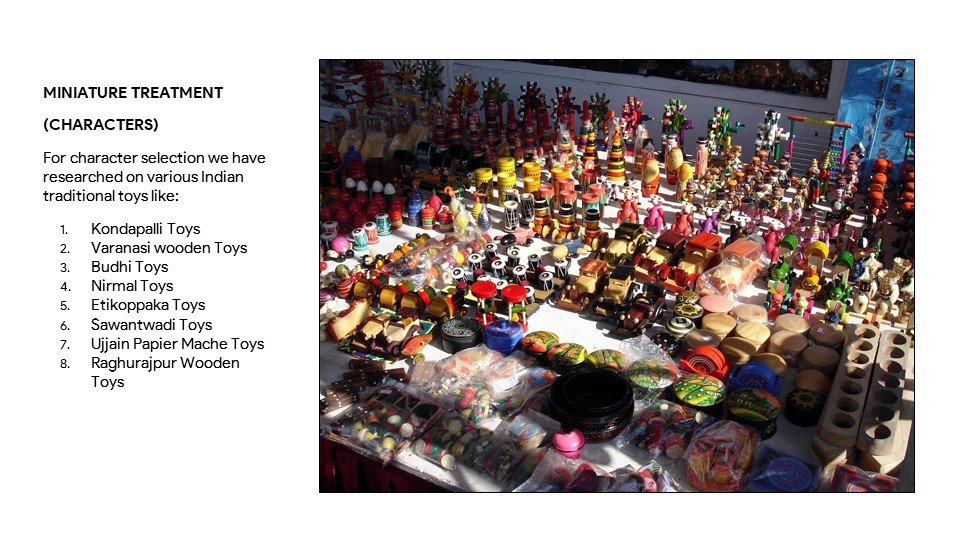 MINIATURE TREATMENT
(CHARACTERS)
For character selection we have
researched on various Indian
traditional toys like:
1. Kondapalli Toys
2. Varanasi wooden Toys
3. Budhi Toys
4. Nirmal Toys
5. Etikoppaka Toys
6. Sawantwadi Toys
7. Ujjain Papier Mache Toys
8. Raghurajpur Wooden
Toys